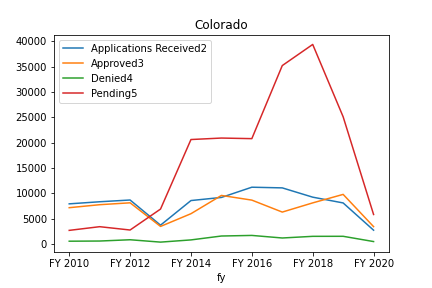 Colorado
40000
35000
30000
25000
20000
15000
10000
5000
0
Applications Received2
Approved3
Denied4
Pending5
FY 2010 FY 2012 FY 2014 FY 2016 FY 2018 FY 2020
fy